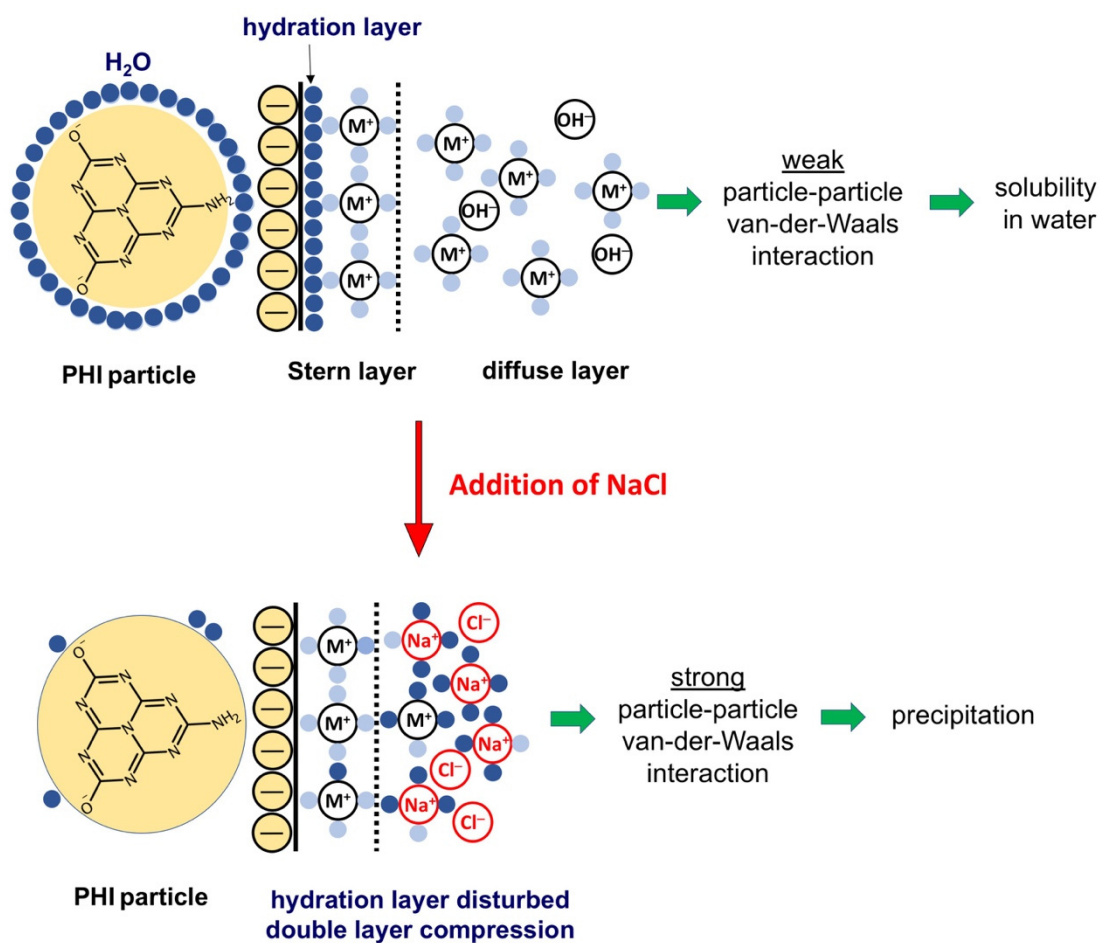 hydration layer
H₂O
O⁻
N
N
N
N
N
N
N
NH₂
O⁻
−
−
−
−
−
−
M⁺
M⁺
M⁺
M⁺
M⁺
M⁺
M⁺
M⁺
OH⁻
OH⁻
OH⁻
weak
particle-particle
van-der-Waals
interaction
solubility
in water
PHI particle
Stern layer
diffuse layer
Addition of NaCl
O⁻
N
N
N
N
N
N
N
NH₂
O⁻
−
−
−
−
−
−
M⁺
M⁺
M⁺
Na⁺
Cl⁻
Na⁺
M⁺
Na⁺
Cl⁻
Na⁺
Cl⁻
strong
particle-particle
van-der-Waals
interaction
precipitation
PHI particle
hydration layer disturbed
double layer compression